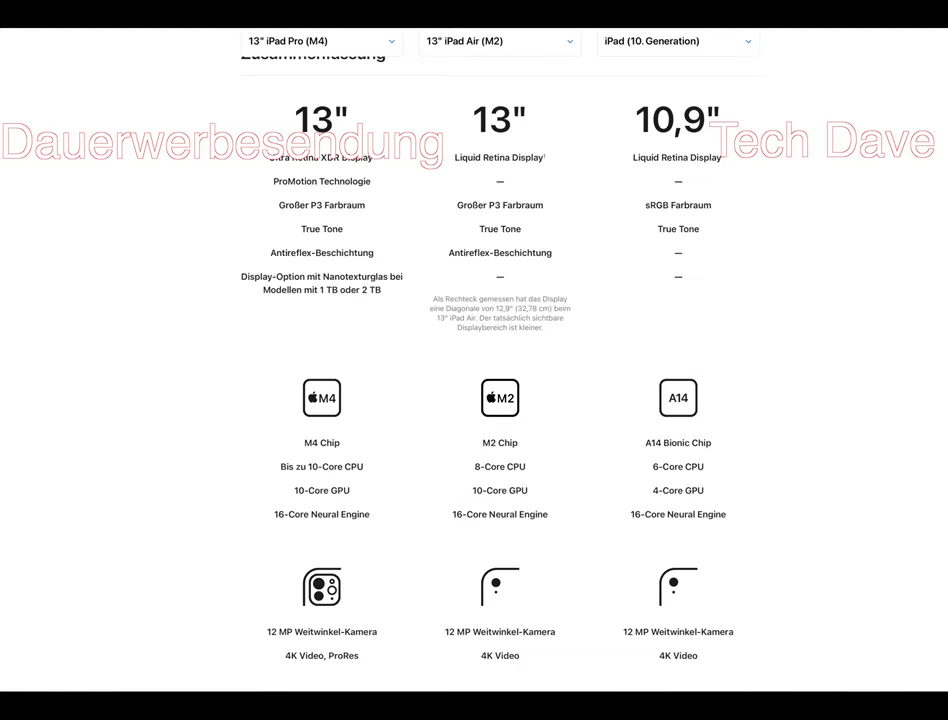 13" iPad Pro (M4) 13" iPad Air (M2) iPad (10. Generation)
Zusammenfassung
13" 13" 10,9"
Dauerwerbesendung Tech Dave
Ultra Retina XDR Display Liquid Retina Display¹ Liquid Retina Display
ProMotion Technologie — —
Großer P3 Farbraum Großer P3 Farbraum sRGB Farbraum
True Tone True Tone True Tone
Antireflex-Beschichtung Antireflex-Beschichtung —
Display-Option mit Nanotexturglas bei — —
Modellen mit 1 TB oder 2 TB
Als Rechteck gemessen hat das Display
eine Diagonale von 12,9" (32,78 cm) beim
13" iPad Air. Der tatsächlich sichtbare
Displaybereich ist kleiner.
M4 M2 A14
M4 Chip M2 Chip A14 Bionic Chip
Bis zu 10-Core CPU 8-Core CPU 6-Core CPU
10-Core GPU 10-Core GPU 4-Core GPU
16-Core Neural Engine 16-Core Neural Engine 16-Core Neural Engine
12 MP Weitwinkel-Kamera 12 MP Weitwinkel-Kamera 12 MP Weitwinkel-Kamera
4K Video, ProRes 4K Video 4K Video